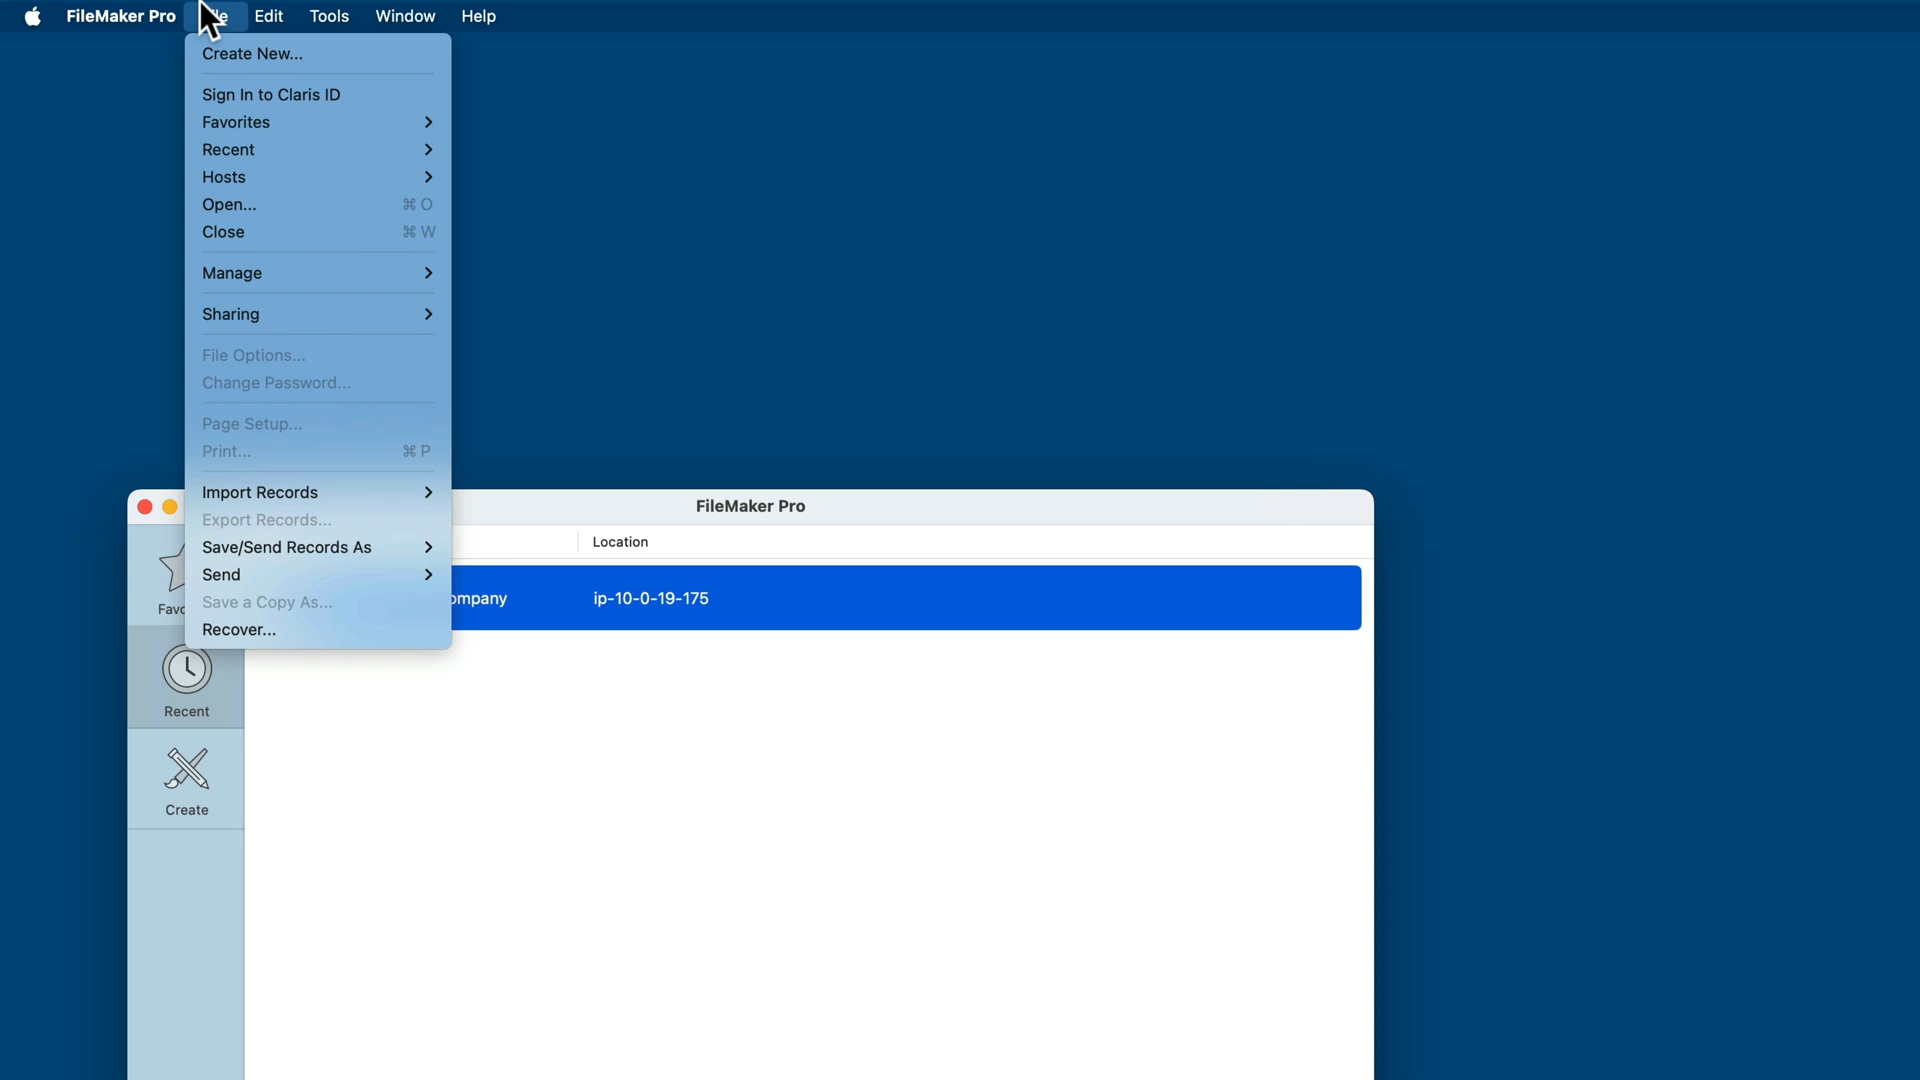 FileMaker Pro Edit Tools Window Help
Create New...
Sign In to Claris ID
Favorites
Recent
Hosts
Open... ⌘ O
Close ⌘ W
Manage
Sharing
File Options...
Change Password...
Page Setup...
Print... ⌘ P
Import Records
Export Records...
Save/Send Records As
Send
Save a Copy As...
Recover...
FileMaker Pro
Location
ip-10-0-19-175
Recent
Create